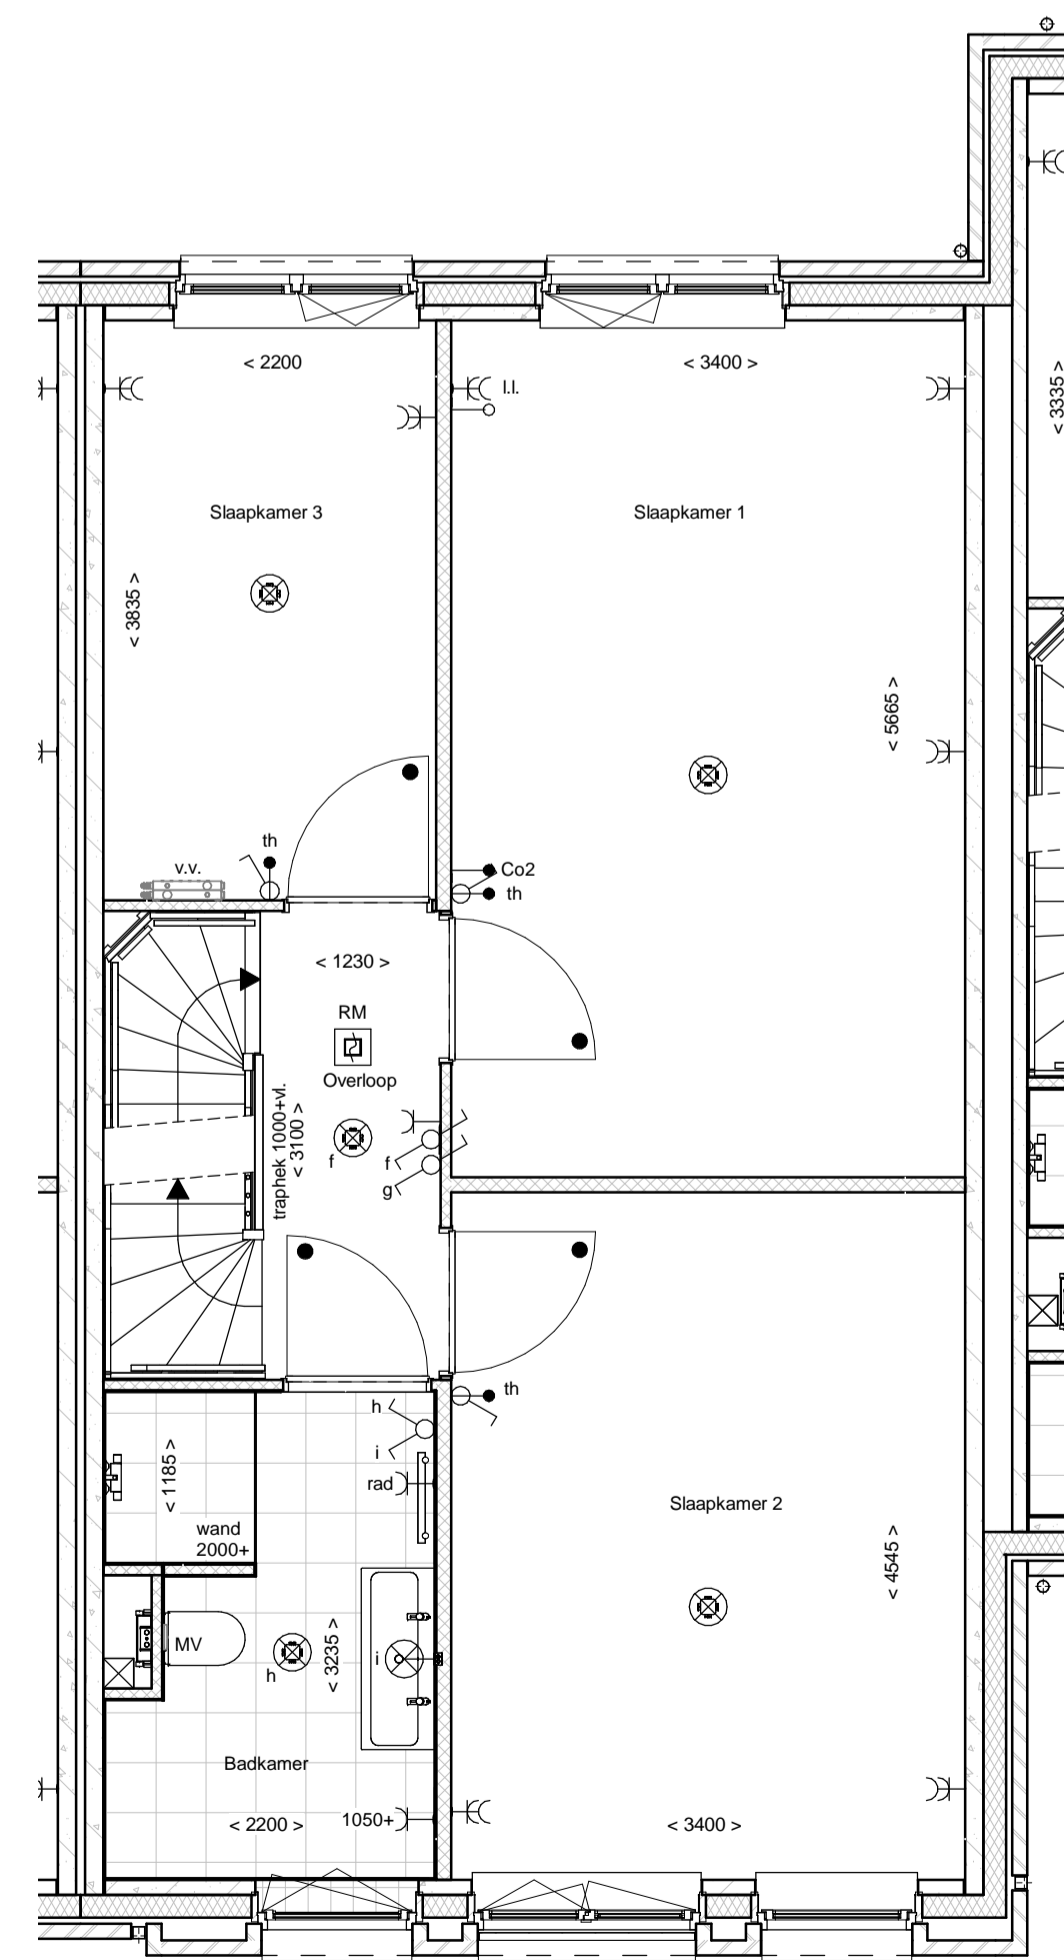 < 2200
< 3400 >
l.l.
< 3335 >
Slaapkamer 3
Slaapkamer 1
< 3835 >
< 5665 >
th
v.v.
Co2
th
< 1230 >
RM
Overloop
traphek 1000+vl.
< 3100 >
f
f
g
th
h
i
< 1185 >
rad
Slaapkamer 2
wand
2000+
< 4545 >
MV
h
< 3235 >
i
Badkamer
< 2200 >
1050+
< 3400 >